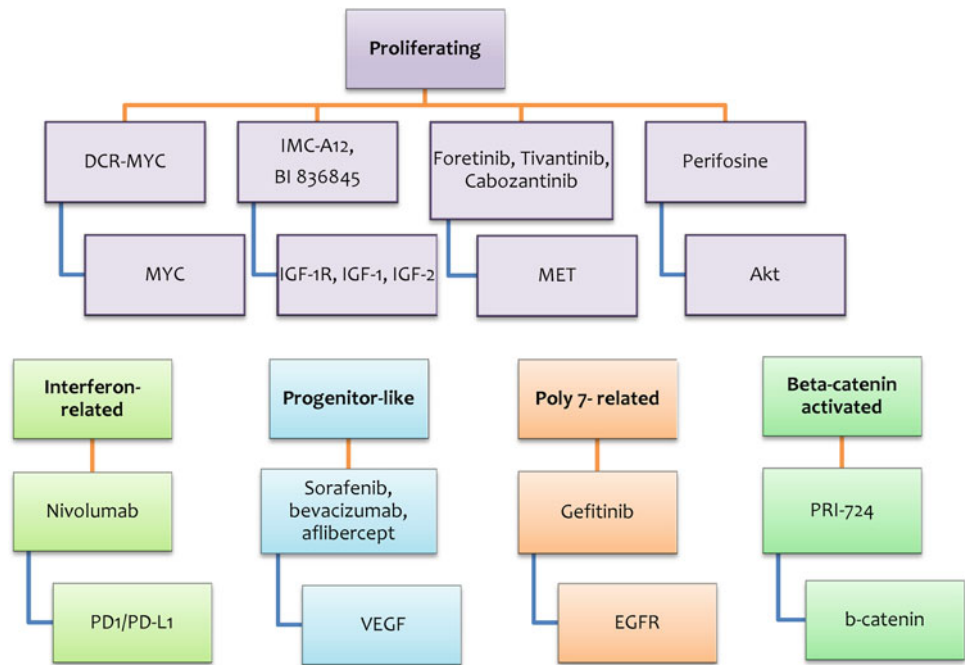 Proliferating
DCR-MYC
IMC-A12,
BI 836845
Foretinib, Tivantinib,
Cabozantinib
Perifosine
MYC
IGF-1R, IGF-1, IGF-2
MET
Akt
Interferon-
related
Progenitor-like
Poly 7- related
Beta-catenin
activated
Nivolumab
Sorafenib,
bevacizumab,
aflibercept
Gefitinib
PRI-724
PD1/PD-L1
VEGF
EGFR
b-catenin